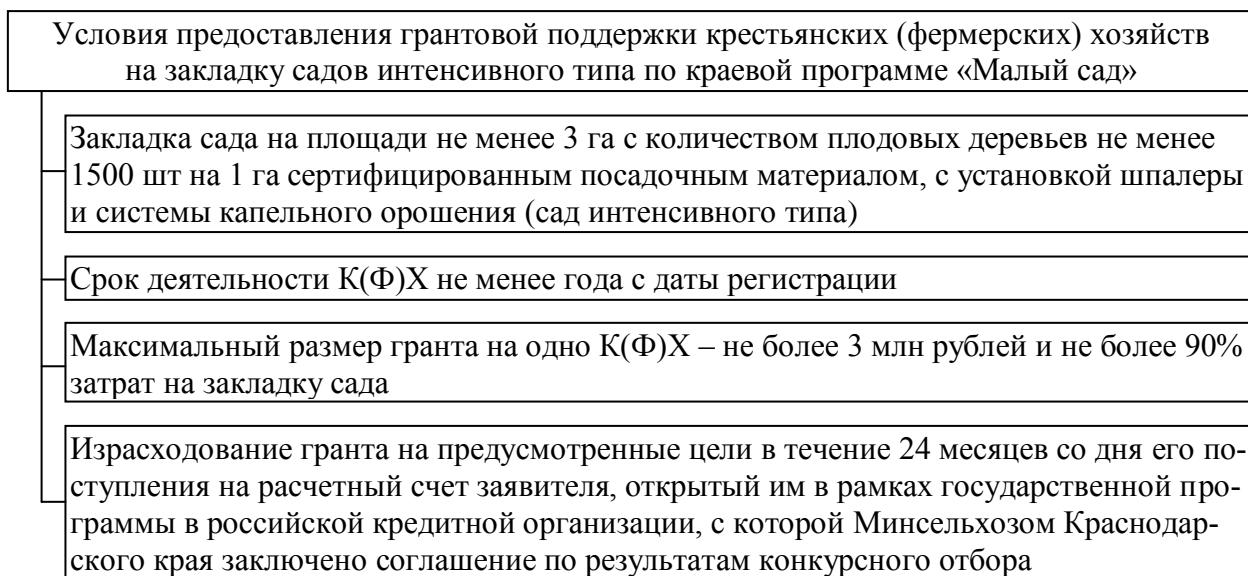 Условия предоставления грантовой поддержки крестьянских (фермерских) хозяйств
на закладку садов интенсивного типа по краевой программе «Малый сад»
Закладка сада на площади не менее 3 га с количеством плодовых деревьев не менее
1500 шт на 1 га сертифицированным посадочным материалом, с установкой шпалеры
и системы капельного орошения (сад интенсивного типа)
Срок деятельности К(Ф)Х не менее года с даты регистрации
Максимальный размер гранта на одно К(Ф)Х – не более 3 млн рублей и не более 90%
затрат на закладку сада
Израсходование гранта на предусмотренные цели в течение 24 месяцев со дня его по-
ступления на расчетный счет заявителя, открытый им в рамках государственной про-
граммы в российской кредитной организации, с которой Минсельхозом Краснодар-
ского края заключено соглашение по результатам конкурсного отбора